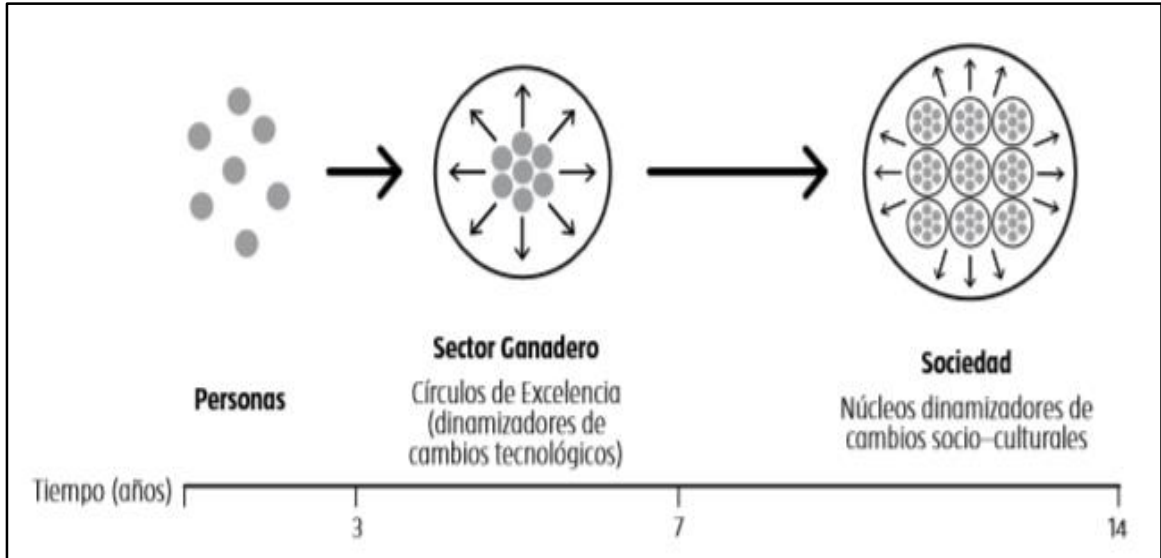 Personas
Sector Ganadero
Círculos de Excelencia
(dinamizadores de
cambios tecnológicos)
Sociedad
Núcleos dinamizadores de
cambios socio-culturales
Tiempo (años)
3
7
14